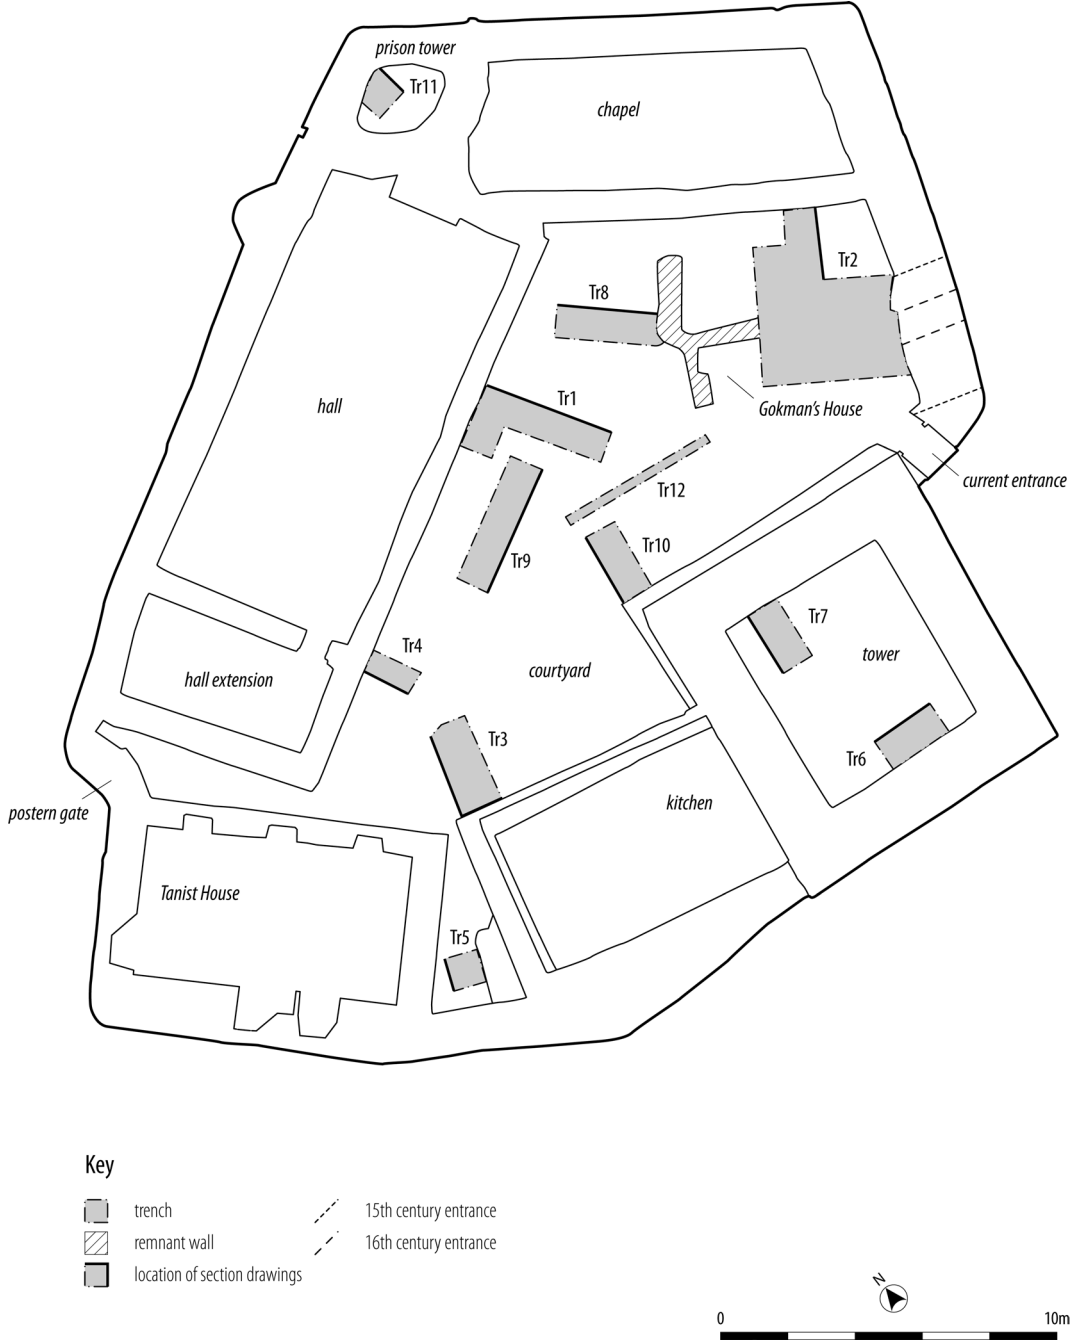 prison tower
Tr11
chapel
Tr2
Tr8
hall
Tr1
Gokman's House
current entrance
Tr12
Tr9
Tr10
Tr7
Tr4
tower
courtyard
hall extension
Tr3
Tr6
kitchen
postern gate
Tanist House
Tr5
Key
trench
15th century entrance
remnant wall
16th century entrance
location of section drawings
N
0 10m